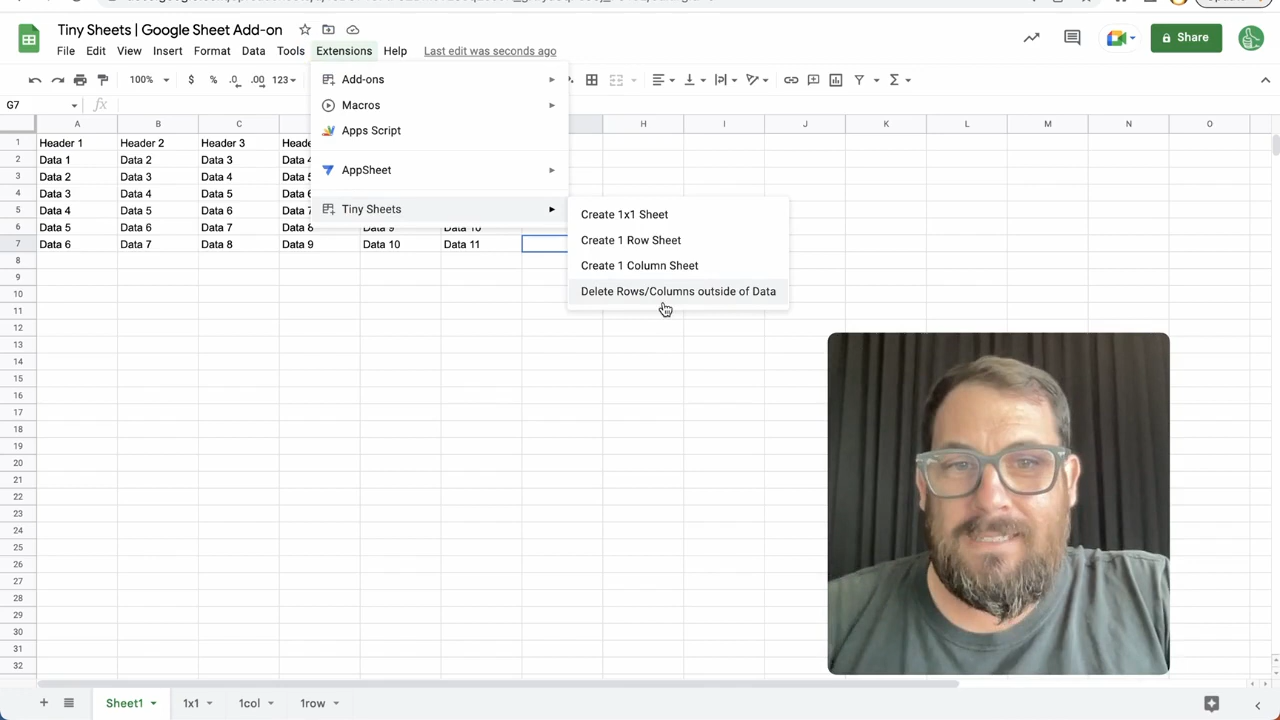 Tiny Sheets | Google Sheet Add-on
File Edit View Insert Format Data Tools Extensions Help Last edit was seconds ago
Share
100% $ % .0 .00 123
G7 fx
Add-ons
Macros
Apps Script
AppSheet
Tiny Sheets
Create 1x1 Sheet
Create 1 Row Sheet
Create 1 Column Sheet
Delete Rows/Columns outside of Data
A B C H I J K L M N O
1 Header 1 Header 2 Header 3
2 Data 1 Data 2 Data 3
3 Data 2 Data 3 Data 4
4 Data 3 Data 4 Data 5
5 Data 4 Data 5 Data 6
6 Data 5 Data 6 Data 7 Data 8 Data 9 Data 10
7 Data 6 Data 7 Data 8 Data 9 Data 10 Data 11
8
9
10
11
12
13
14
15
16
17
18
19
20
21
22
23
24
25
26
27
28
29
30
31
32
Sheet1 1x1 1col 1row